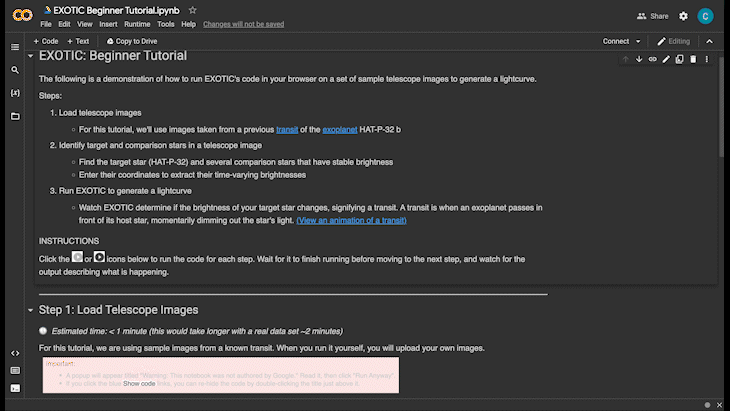 EXOTIC Beginner Tutorial.ipynb
File Edit View Insert Runtime Tools Help Changes will not be saved
Share
C
+ Code + Text Copy to Drive
Connect Editing
EXOTIC: Beginner Tutorial
The following is a demonstration of how to run EXOTIC's code in your browser on a set of sample telescope images to generate a lightcurve.
Steps:
1. Load telescope images
For this tutorial, we'll use images taken from a previous transit of the exoplanet HAT-P-32 b
2. Identify target and comparison stars in a telescope image
Find the target star (HAT-P-32) and several comparison stars that have stable brightness
Enter their coordinates to extract their time-varying brightnesses
3. Run EXOTIC to generate a lightcurve
Watch EXOTIC determine if the brightness of your target star changes, signifying a transit. A transit is when an exoplanet passes in
front of its host star, momentarily dimming out the star's light. (View an animation of a transit)
INSTRUCTIONS
Click the or icons below to run the code for each step. Wait for it to finish running before moving to the next step, and watch for the
output describing what is happening.
Step 1: Load Telescope Images
Estimated time: < 1 minute (this would take longer with a real data set ~2 minutes)
For this tutorial, we are using sample images from a known transit. When you run it yourself, you will upload your own images.
Important:
A popup will appear titled "Warning: This notebook was not authored by Google." Read it, then click "Run Anyway"
If you click the blue Show code links, you can re-hide the code by double-clicking the title just above it.